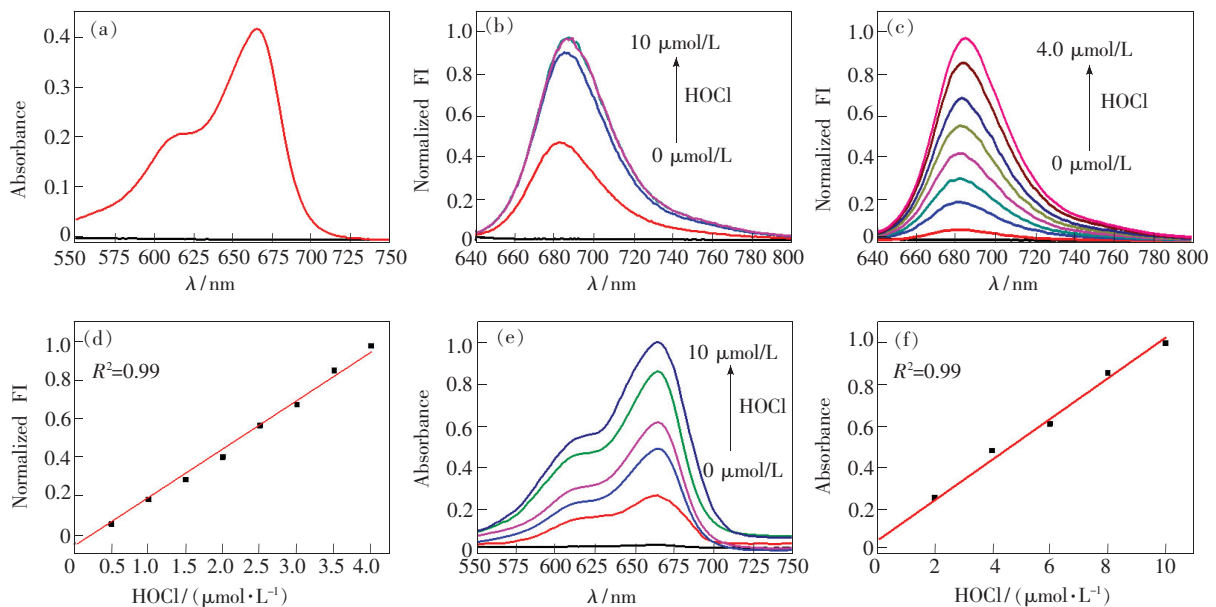 (a)
0.4
0.3
0.2
0.1
0
Absorbance
550 575 600 625 650 675 700 725 750
λ/nm
(b)
1.0
0.8
0.6
0.4
0.2
0
Normalized FI
10 μmol/L
HOCl
0 μmol/L
640 660 680 700 720 740 760 780 800
λ/nm
(c)
1.0
0.8
0.6
0.4
0.2
0
Normalized FI
4.0 μmol/L
HOCl
0 μmol/L
640 660 680 700 720 740 760 780 800
λ/nm
(d)
R²=0.99
1.0
0.8
0.6
0.4
0.2
0
Normalized FI
0 0.5 1.0 1.5 2.0 2.5 3.0 3.5 4.0
HOCl/(μmol·L⁻¹)
(e)
1.0
0.8
0.6
0.4
0.2
0
Absorbance
10 μmol/L
HOCl
0 μmol/L
550 575 600 625 650 675 700 725 750
λ/nm
(f)
R²=0.99
1.0
0.8
0.6
0.4
0.2
0
Absorbance
0 2 4 6 8 10
HOCl/(μmol·L⁻¹)